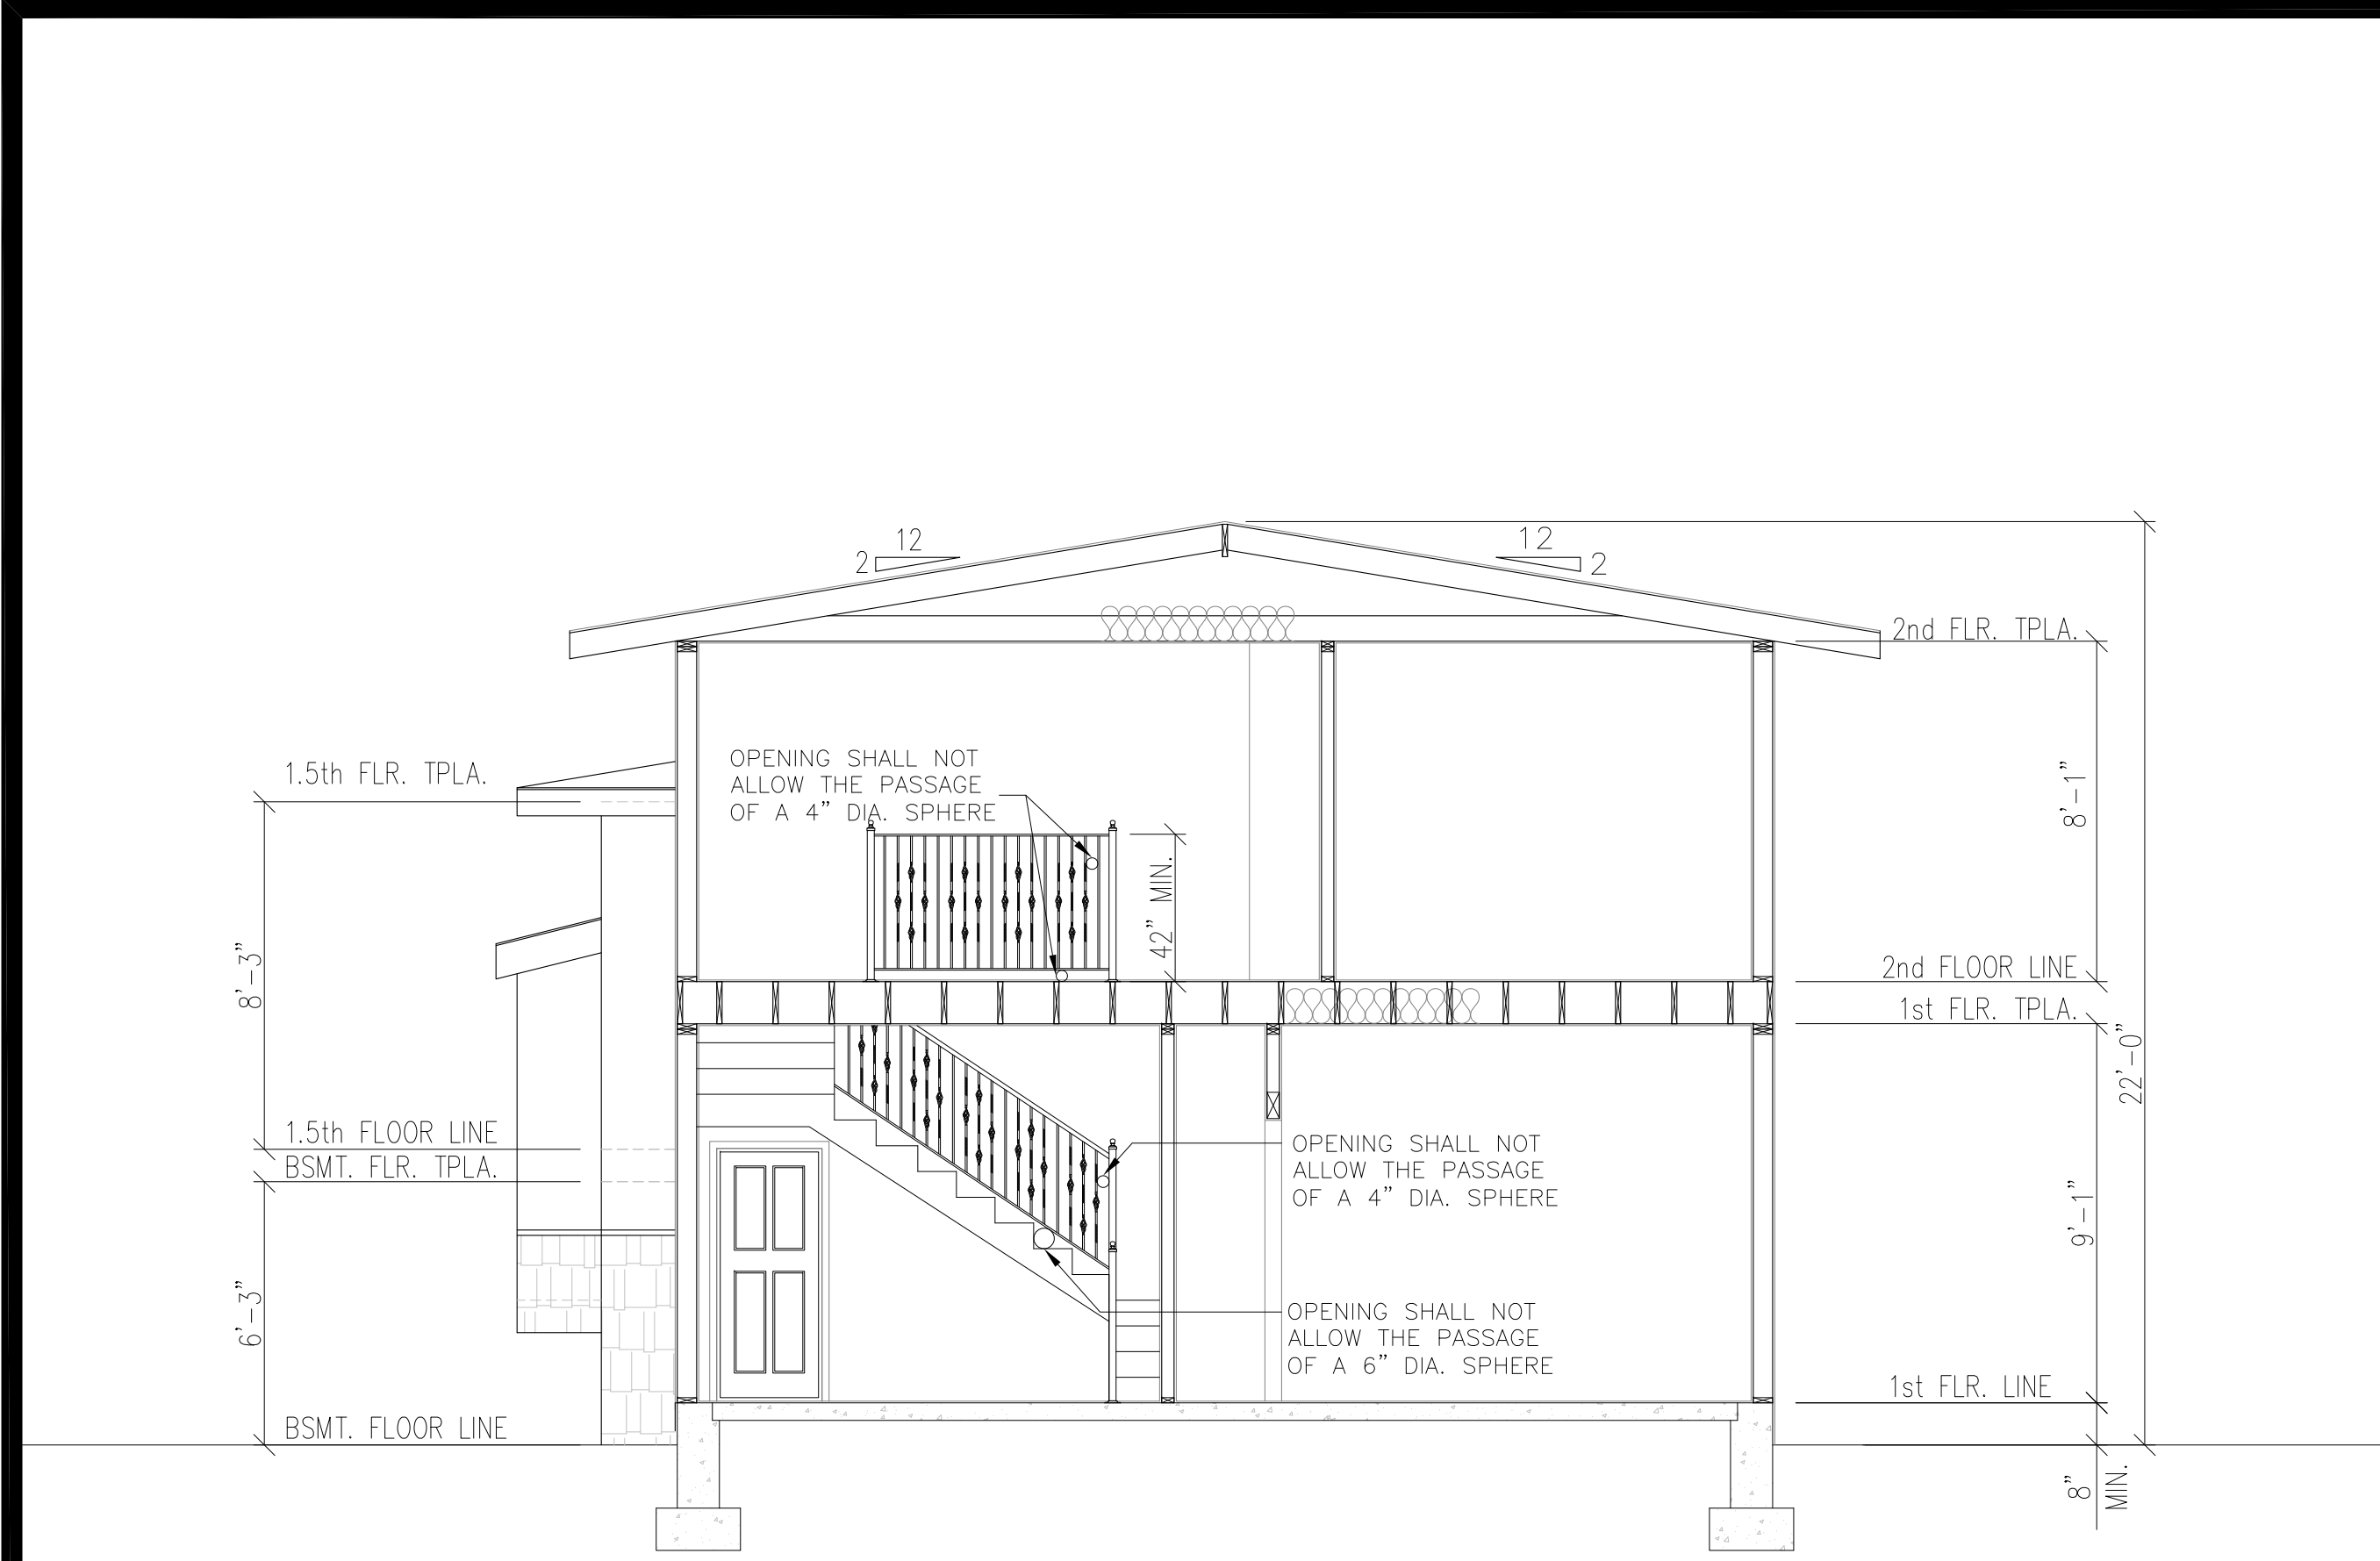 12
2
12
2
2nd FLR. TPLA.
OPENING SHALL NOT
ALLOW THE PASSAGE
OF A 4" DIA. SPHERE
1.5th FLR. TPLA.
8'-1"
42" MIN.
8'-3"
2nd FLOOR LINE
1st FLR. TPLA.
22'-0"
1.5th FLOOR LINE
BSMT. FLR. TPLA.
OPENING SHALL NOT
ALLOW THE PASSAGE
OF A 4" DIA. SPHERE
9'-1"
6'-3"
OPENING SHALL NOT
ALLOW THE PASSAGE
OF A 6" DIA. SPHERE
1st FLR. LINE
BSMT. FLOOR LINE
8"
MIN.